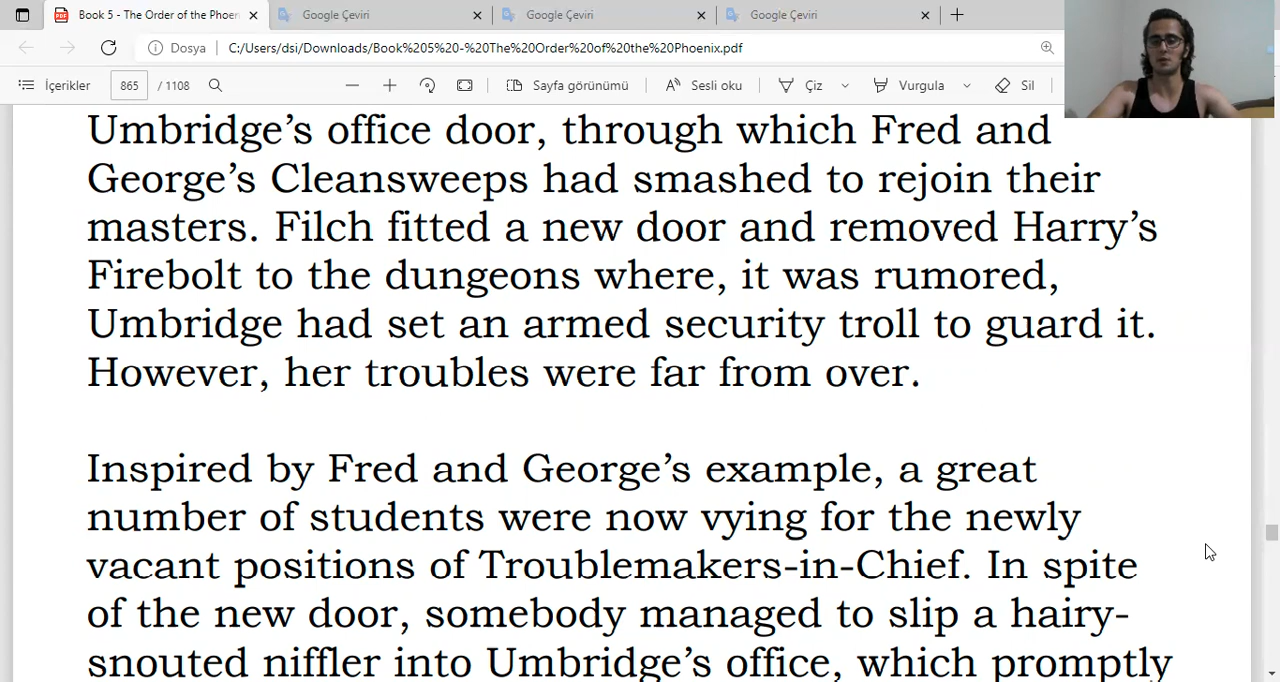 Book 5 - The Order of the Phoen
Google Çeviri
Google Çeviri
Google Çeviri
Dosya
C:/Users/dsi/Downloads/Book%205%20-%20The%20Order%20of%20the%20Phoenix.pdf
İçerikler
865
/ 1108
Sayfa görünümü
Sesli oku
Çiz
Vurgula
Sil
Umbridge’s office door, through which Fred and
George’s Cleansweeps had smashed to rejoin their
masters. Filch fitted a new door and removed Harry’s
Firebolt to the dungeons where, it was rumored,
Umbridge had set an armed security troll to guard it.
However, her troubles were far from over.
Inspired by Fred and George’s example, a great
number of students were now vying for the newly
vacant positions of Troublemakers-in-Chief. In spite
of the new door, somebody managed to slip a hairy-
snouted niffler into Umbridge’s office, which promptly